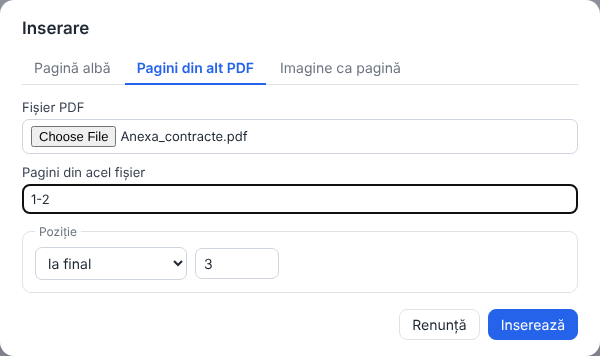 Inserare
Pagină albă Pagini din alt PDF Imagine ca pagină
Fișier PDF
Choose File Anexa_contracte.pdf
Pagini din acel fișier
1-2
Poziție
la final 3
Renunță Inserează